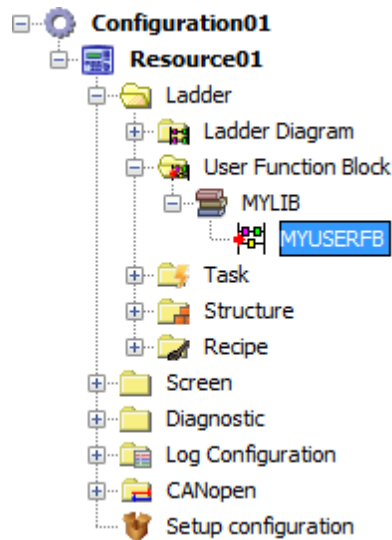 Configuration01
Resource01
Ladder
Ladder Diagram
User Function Block
MYLIB
MYUSERFB
Task
Structure
Recipe
Screen
Diagnostic
Log Configuration
CANopen
Setup configuration